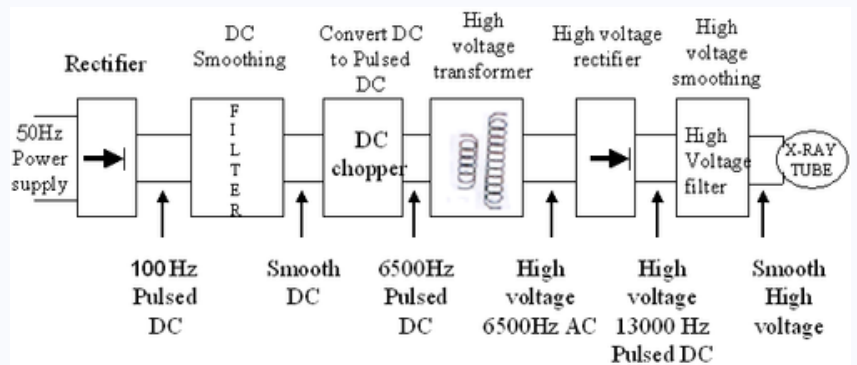 Rectifier
DC
Smoothing
Convert DC
to Pulsed
DC
High
voltage
transformer
High voltage
rectifier
High
voltage
smoothing
50Hz
Power
supply
F
I
L
T
E
R
DC
chopper
High
Voltage
filter
X-RAY
TUBE
100 Hz
Pulsed
DC
Smooth
DC
6500Hz
Pulsed
DC
High
voltage
6500Hz AC
High
voltage
13000 Hz
Pulsed DC
Smooth
High
voltage